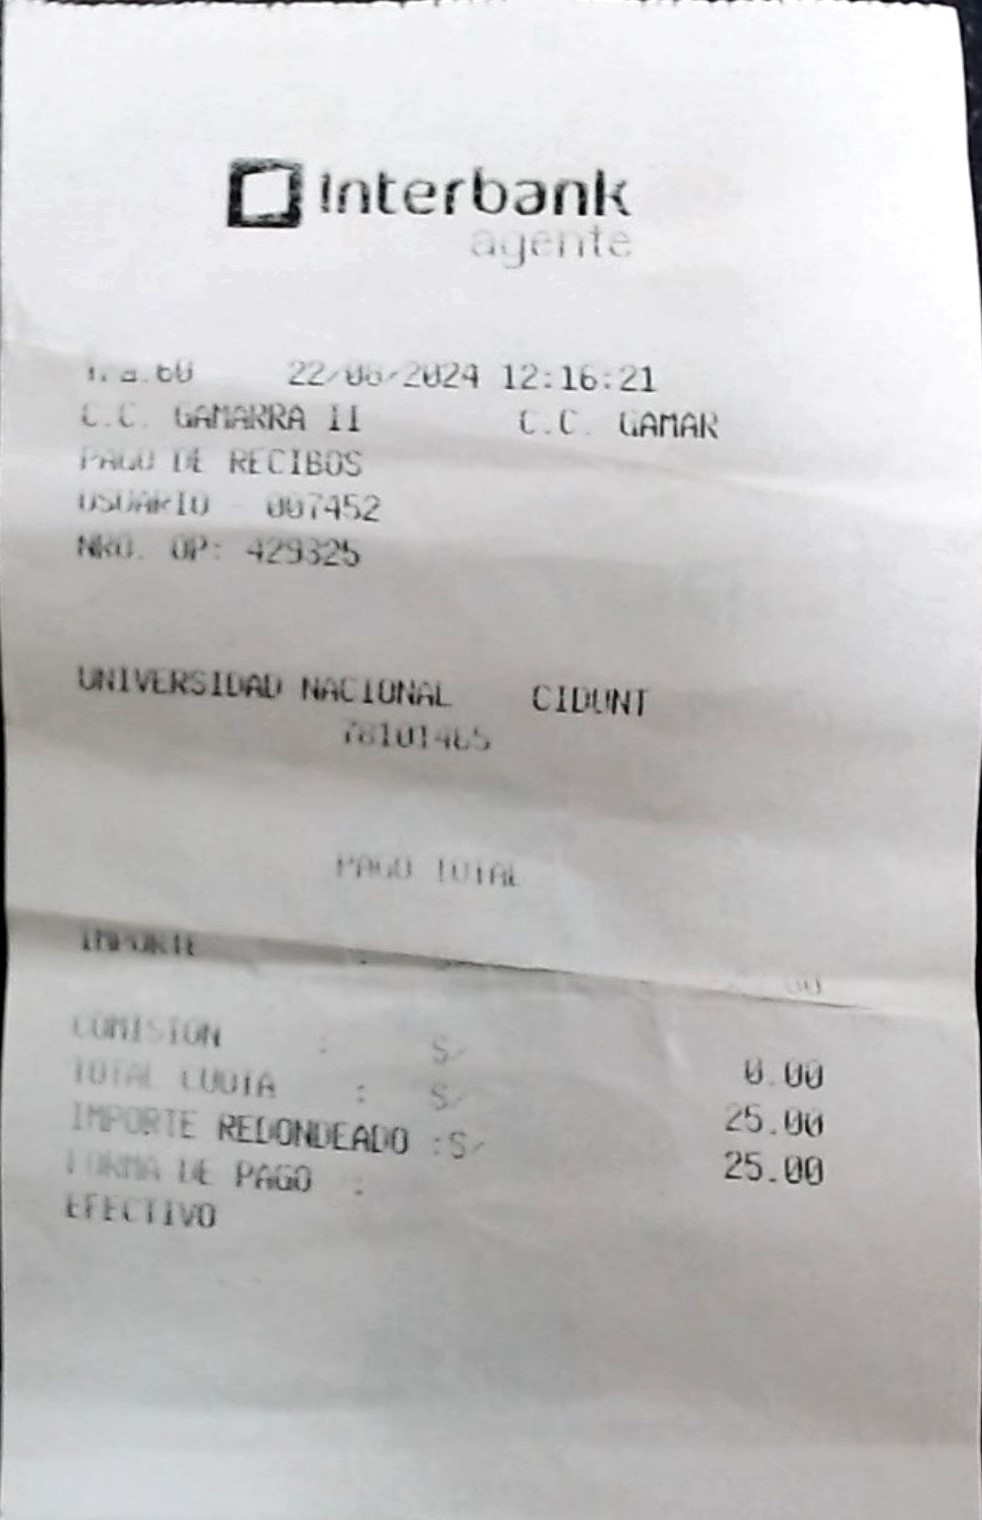 Interbank
agente
22/08/2024 12:16:21
C.C. GAMARRA II C.C. GAMAR
PAGO DE RECIBOS
USUARIO - 007452
NRO. OP: 429325
UNIVERSIDAD NACIONAL CIDUNT
PAGO TOTAL
IMPORTE :
COMISION : S/ 0.00
TOTAL CUOTA : S/ 25.00
IMPORTE REDONDEADO :S/ 25.00
FORMA DE PAGO :
EFECTIVO